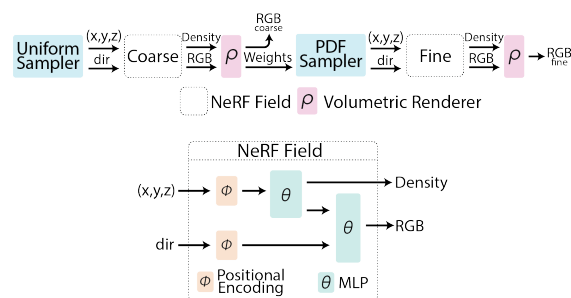 RGB
coarse
Uniform
Sampler
(x,y,z)
dir
Coarse
Density
RGB
ρ
Weights
PDF
Sampler
(x,y,z)
dir
Fine
Density
RGB
ρ
RGB
fine
NeRF Field
ρ Volumetric Renderer
NeRF Field
(x,y,z)
Φ
θ
Density
θ
RGB
dir
Φ
Φ Positional
Encoding
θ MLP